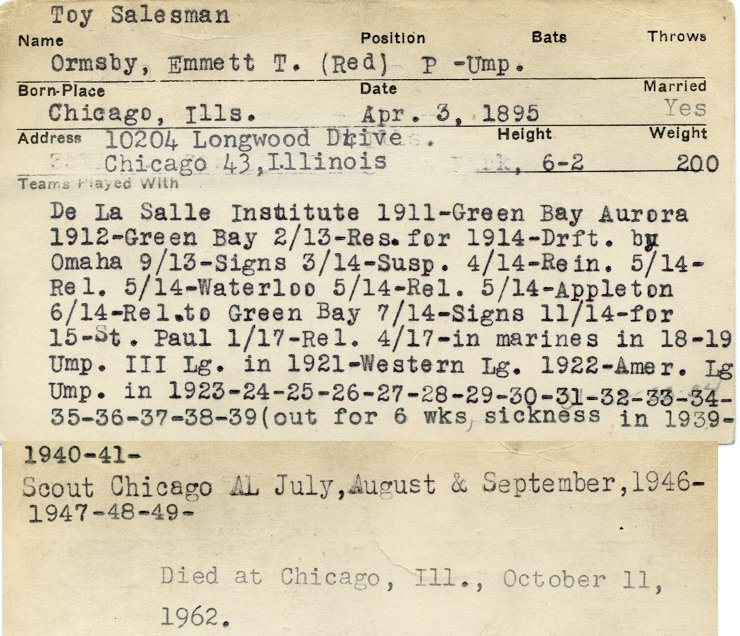 Toy Salesman
Name Position Bats Throws
Ormsby, Emmett T. (Red) P -Ump.
Born-Place Date Married
Chicago, Ills. Apr. 3, 1895 Yes
Address 10204 Longwood Drive. Height Weight
Chicago 43,Illinois 6-2 200
Teams Played With
De La Salle Institute 1911-Green Bay Aurora
1912-Green Bay 2/13-Res.for 1914-Drft. by
Omaha 9/13-Signs 3/14-Susp. 4/14-Rein. 5/14-
Rel. 5/14-Waterloo 5/14-Rel. 5/14-Appleton
6/14-Rel.to Green Bay 7/14-Signs 11/14-for
15-St. Paul 1/17-Rel. 4/17-in marines in 18-19
Ump. III Lg. in 1921-Western Lg. 1922-Amer. Lg
Ump. in 1923-24-25-26-27-28-29-30-31-32-33-34-
35-36-37-38-39(out for 6 wks, sickness in 1939-
1940-41-
Scout Chicago AL July,August & September,1946-
1947-48-49-
Died at Chicago, Ill., October 11,
1962.